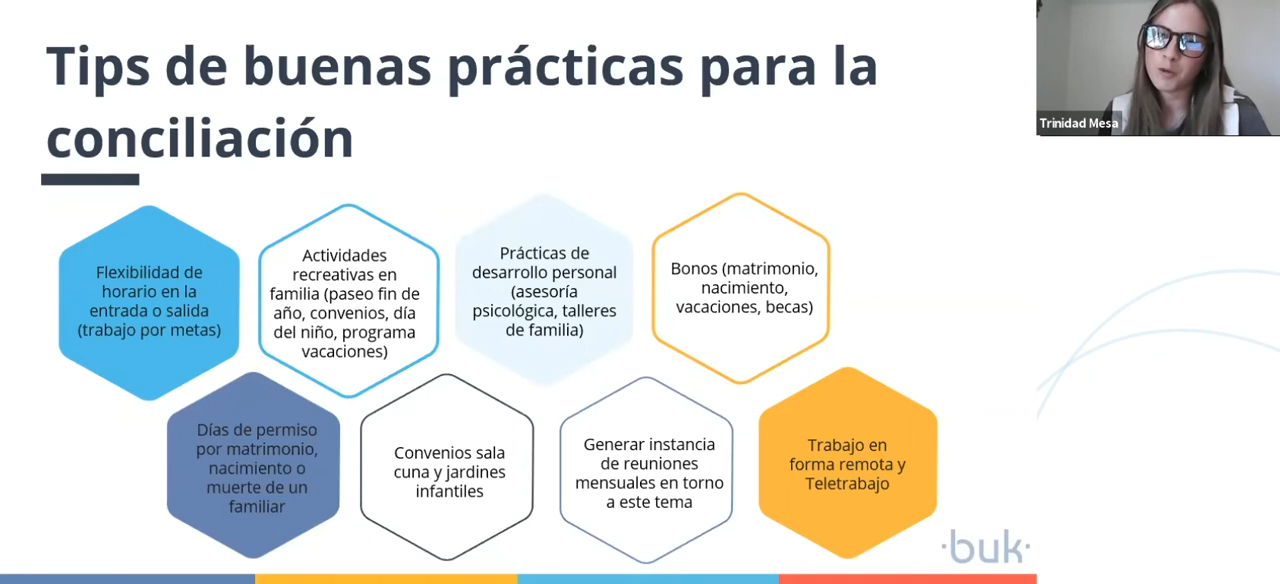 Tips de buenas prácticas para la
conciliación
Trinidad Mesa
Flexibilidad de
horario en la
entrada o salida
(trabajo por metas)
Actividades
recreativas en
familia (paseo fin de
año, convenios, día
del niño, programa
vacaciones)
Prácticas de
desarrollo personal
(asesoría
psicológica, talleres
de familia)
Bonos (matrimonio,
nacimiento,
vacaciones, becas)
Días de permiso
por matrimonio,
nacimiento o
muerte de un
familiar
Convenios sala
cuna y jardines
infantiles
Generar instancia
de reuniones
mensuales en torno
a este tema
Trabajo en
forma remota y
Teletrabajo
·buk·